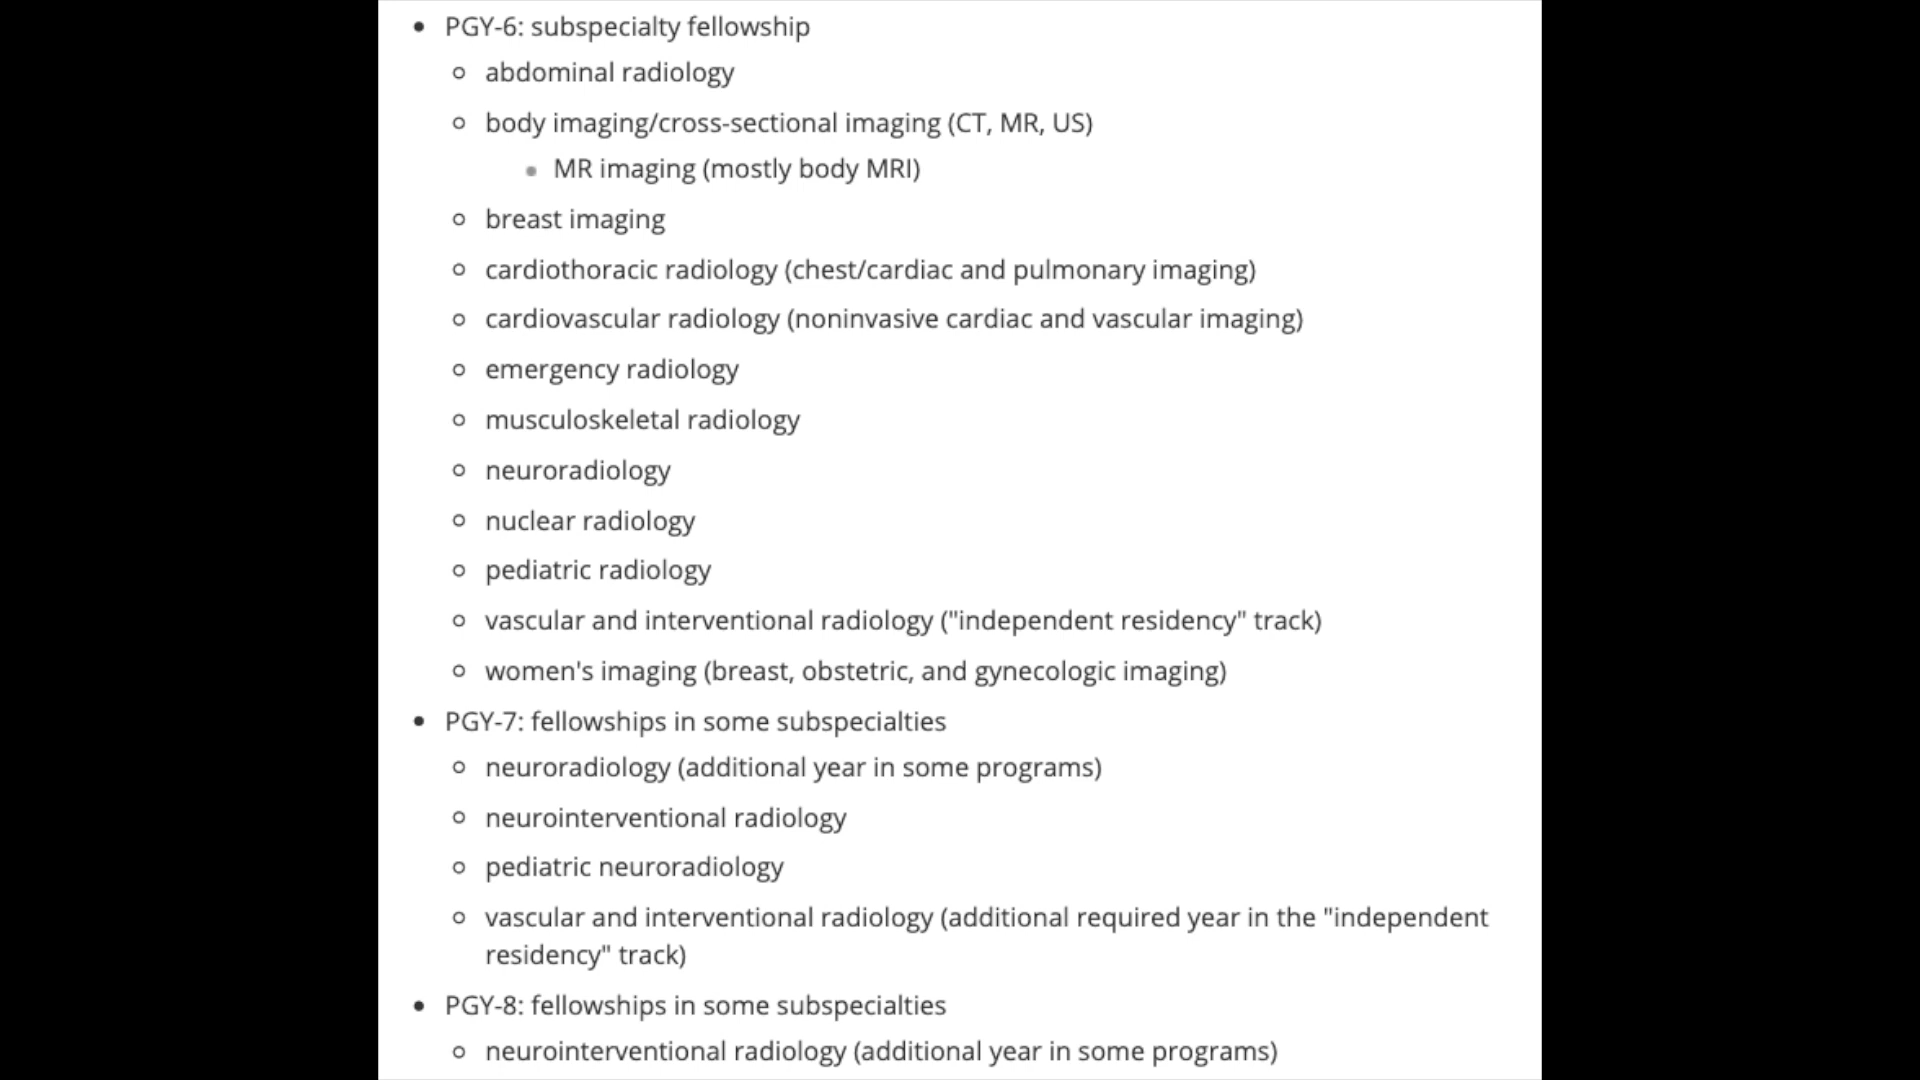 PGY-6: subspecialty fellowship
abdominal radiology
body imaging/cross-sectional imaging (CT, MR, US)
MR imaging (mostly body MRI)
breast imaging
cardiothoracic radiology (chest/cardiac and pulmonary imaging)
cardiovascular radiology (noninvasive cardiac and vascular imaging)
emergency radiology
musculoskeletal radiology
neuroradiology
nuclear radiology
pediatric radiology
vascular and interventional radiology ("independent residency" track)
women's imaging (breast, obstetric, and gynecologic imaging)
PGY-7: fellowships in some subspecialties
neuroradiology (additional year in some programs)
neurointerventional radiology
pediatric neuroradiology
vascular and interventional radiology (additional required year in the "independent
residency" track)
PGY-8: fellowships in some subspecialties
neurointerventional radiology (additional year in some programs)